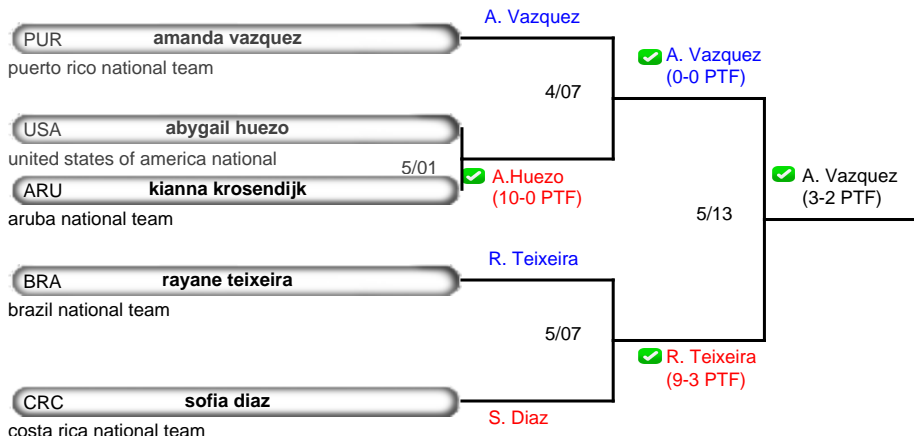 A. Vazquez
PUR amanda vazquez
puerto rico national team
A. Vazquez
(0-0 PTF)
4/07
USA abygail huezo
united states of america national
5/01
ARU kianna krosendijk
aruba national team
A.Huezo
(10-0 PTF)
A. Vazquez
(3-2 PTF)
5/13
R. Teixeira
BRA rayane teixeira
brazil national team
5/07
R. Teixeira
(9-3 PTF)
CRC sofia diaz
S. Diaz
costa rica national team